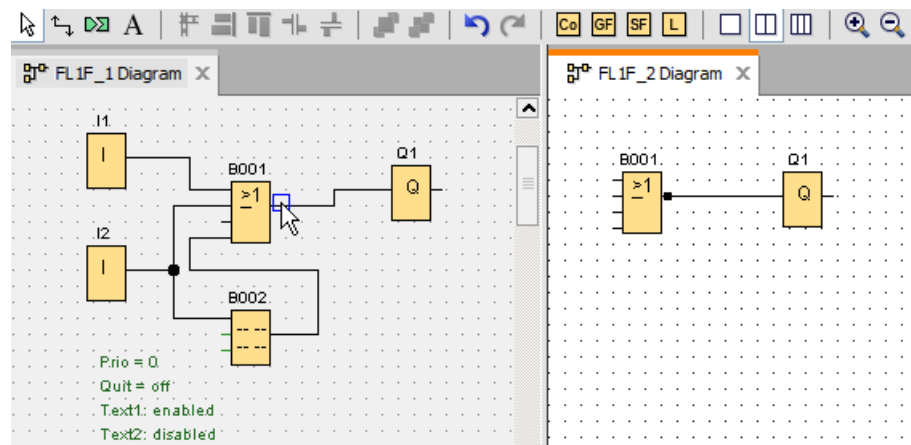 A Co GF SF L
FL1F_1 Diagram
FL1F_2 Diagram
I1
I
B001
>1
Q1
Q
I2
I
B002
Prio = 0
Quit = off
Text1: enabled
Text2: disabled
B001
>1
Q1
Q